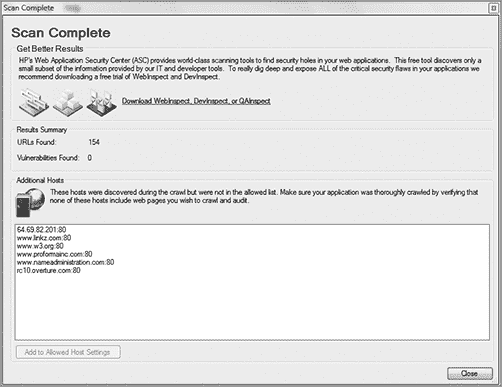 Scan Complete
Scan Complete
Get Better Results
HP's Web Application Security Center (ASC) provides world-class scanning tools to find security holes in your web applications. This free tool discovers only a
small subset of the information provided by our IT and developer tools. To really dig deep and expose ALL of the critical security flaws in your applications we
recommend downloading a free trial of WebInspect and DevInspect.
Download WebInspect, DevInspect, or QAInspect
Results Summary
URLs Found: 154
Vulnerabilities Found: 0
Additional Hosts
These hosts were discovered during the crawl but were not in the allowed list. Make sure your application was thoroughly crawled by verifying that
none of these hosts include web pages you wish to crawl and audit.
64.69.82.201:80
www.linkz.com:80
www.w3.org:80
www.proformainc.com:80
www.nameadministration.com:80
rc10.overture.com:80
Add to Allowed Host Settings
Close